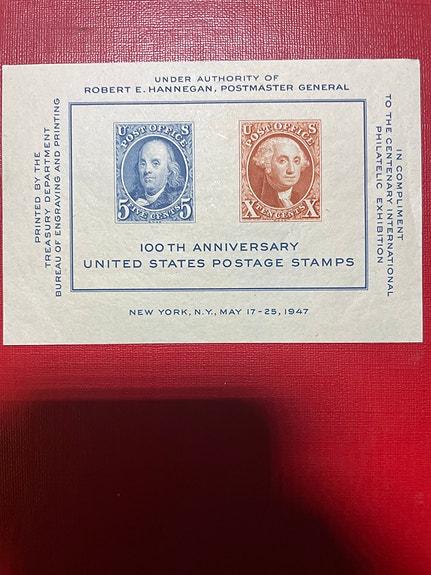 UNDER AUTHORITY OF
ROBERT E. HANNEGAN, POSTMASTER GENERAL
PRINTED BY THE
TREASURY DEPARTMENT
BUREAU OF ENGRAVING AND PRINTING
U S
POST OFFICE
5 FIVE CENTS 5
U S
POST OFFICE
X TEN CENTS X
IN COMPLIMENT
TO THE CENTENARY INTERNATIONAL
PHILATELIC EXHIBITION
100TH ANNIVERSARY
UNITED STATES POSTAGE STAMPS
NEW YORK, N.Y., MAY 17-25, 1947